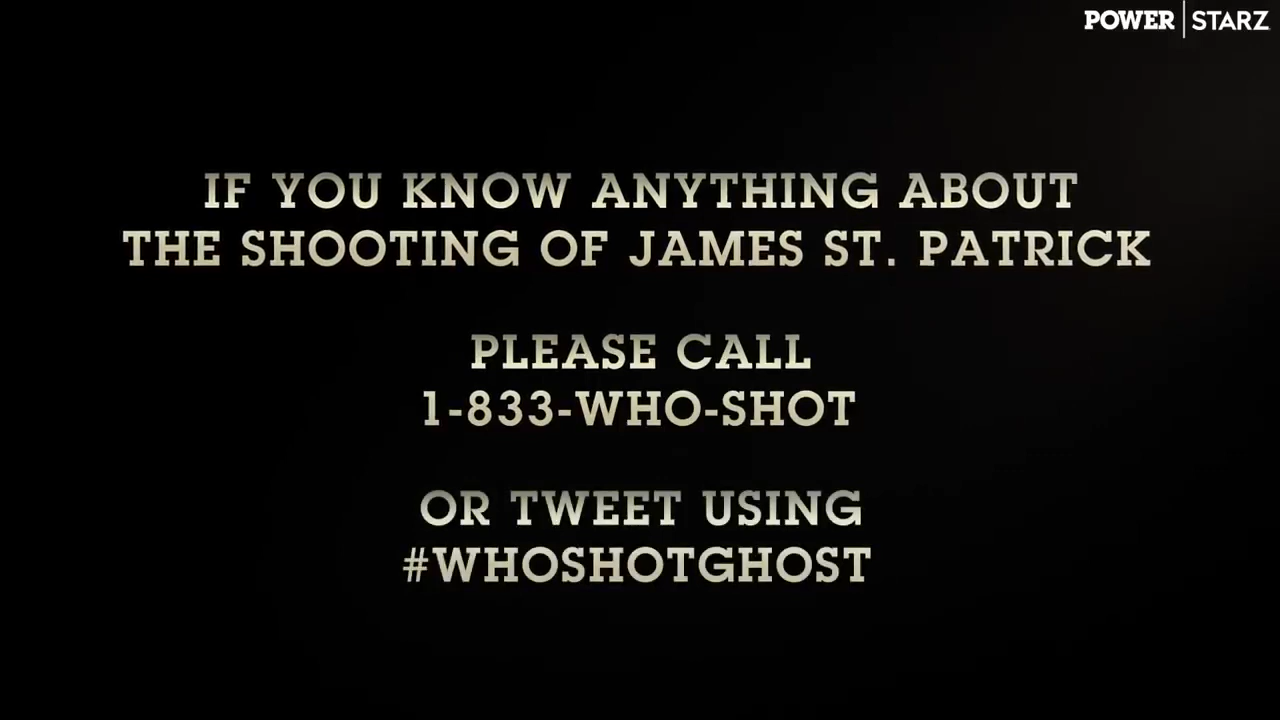 POWER | STARZ
IF YOU KNOW ANYTHING ABOUT
THE SHOOTING OF JAMES ST. PATRICK
PLEASE CALL
1-833-WHO-SHOT
OR TWEET USING
#WHOSHOTGHOST